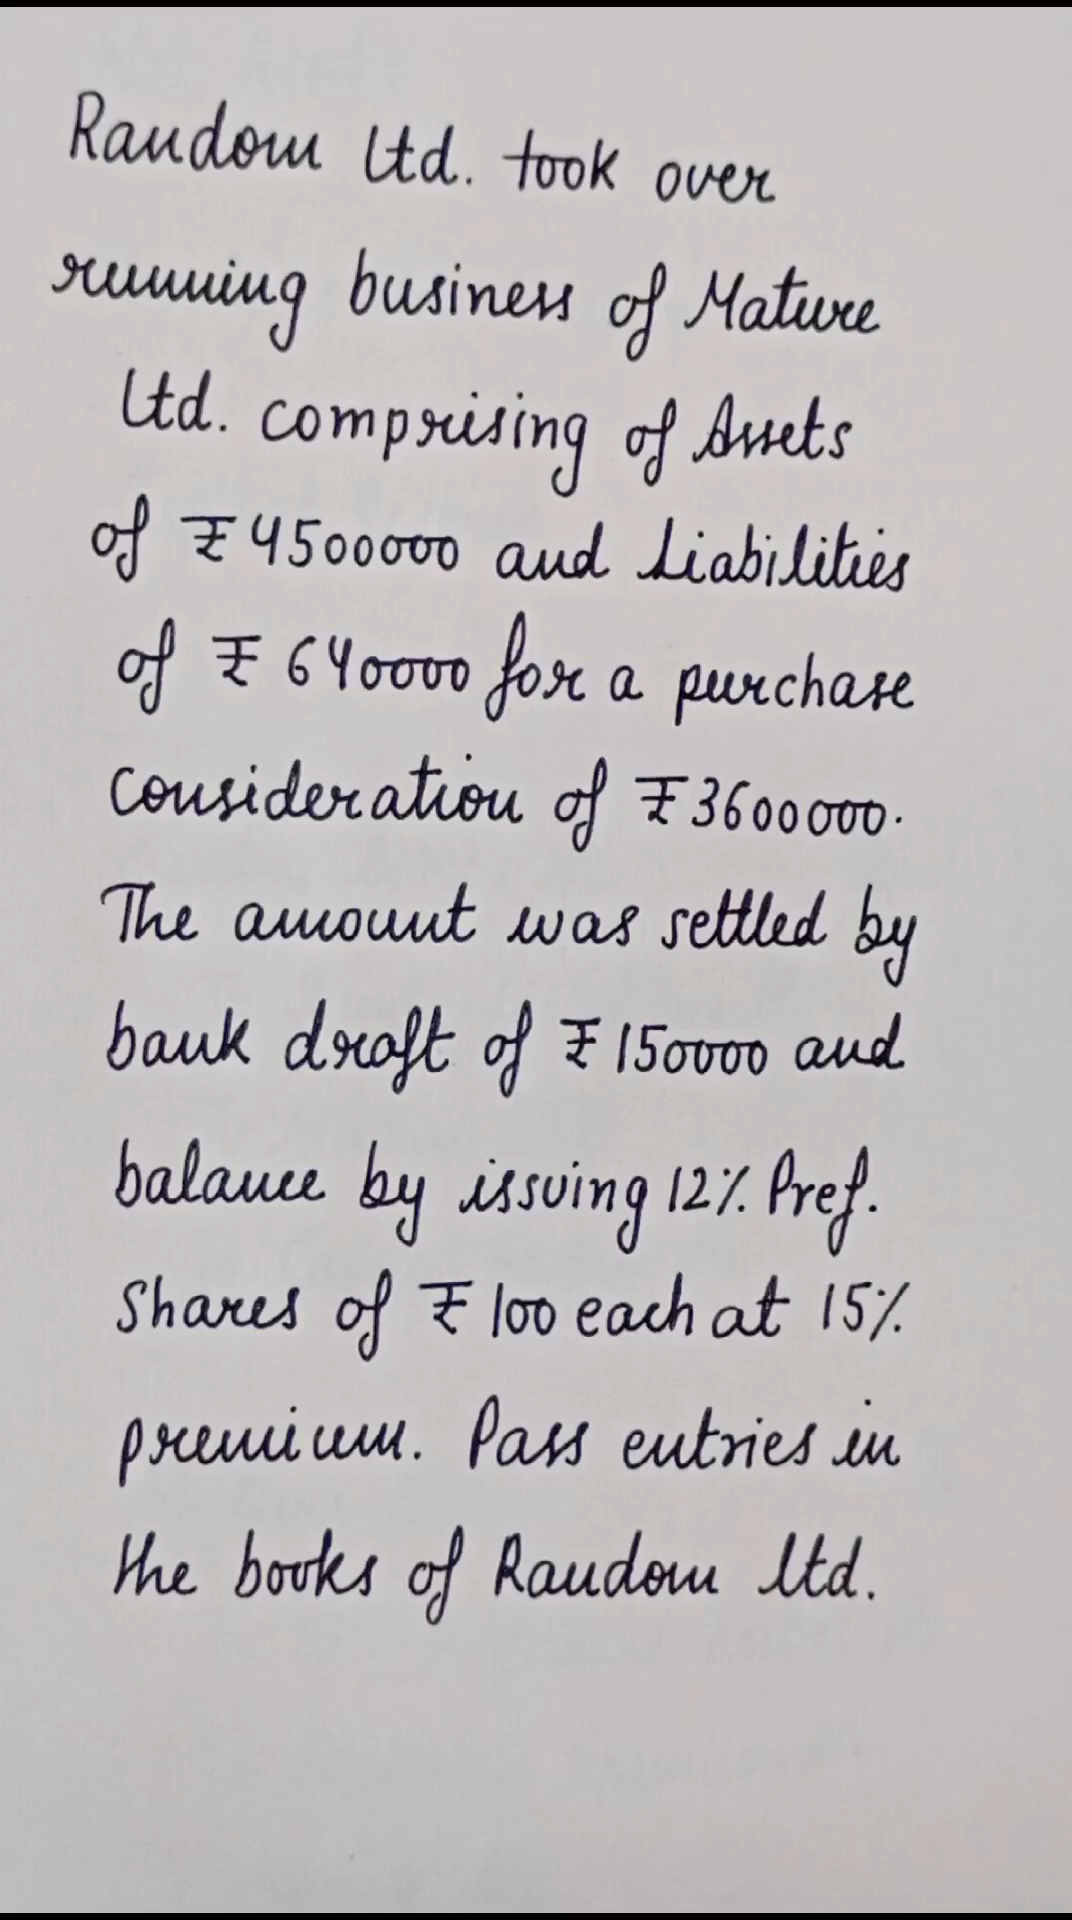 Random Ltd. took over
running business of Mature
Ltd. comprising of Assets
of ₹4500000 and Liabilities
of ₹ 640000 for a purchase
consideration of ₹3600000.
The amount was settled by
bank draft of ₹150000 and
balance by issuing 12% Pref.
Shares of ₹100 each at 15%
premium. Pass entries in
the books of Random Ltd.